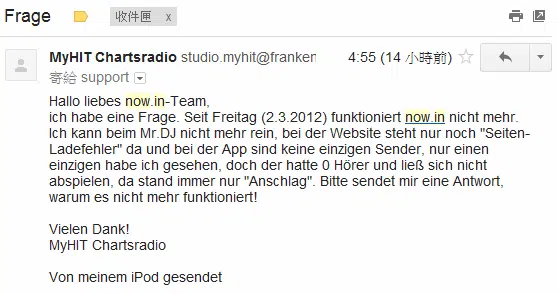 Frage
收件匣 x
MyHIT Chartsradio studio.myhit@franken 4:55 (14 小時前)
寄給 support
Hallo liebes now.in-Team,
ich habe eine Frage. Seit Freitag (2.3.2012) funktioniert now.in nicht mehr.
Ich kann beim Mr.DJ nicht mehr rein, bei der Website steht nur noch "Seiten-
Ladefehler" da und bei der App sind keine einzigen Sender, nur einen
einzigen habe ich gesehen, doch der hatte 0 Hörer und ließ sich nicht
abspielen, da stand immer nur "Anschlag". Bitte sendet mir eine Antwort,
warum es nicht mehr funktioniert!
Vielen Dank!
MyHIT Chartsradio
Von meinem iPod gesendet